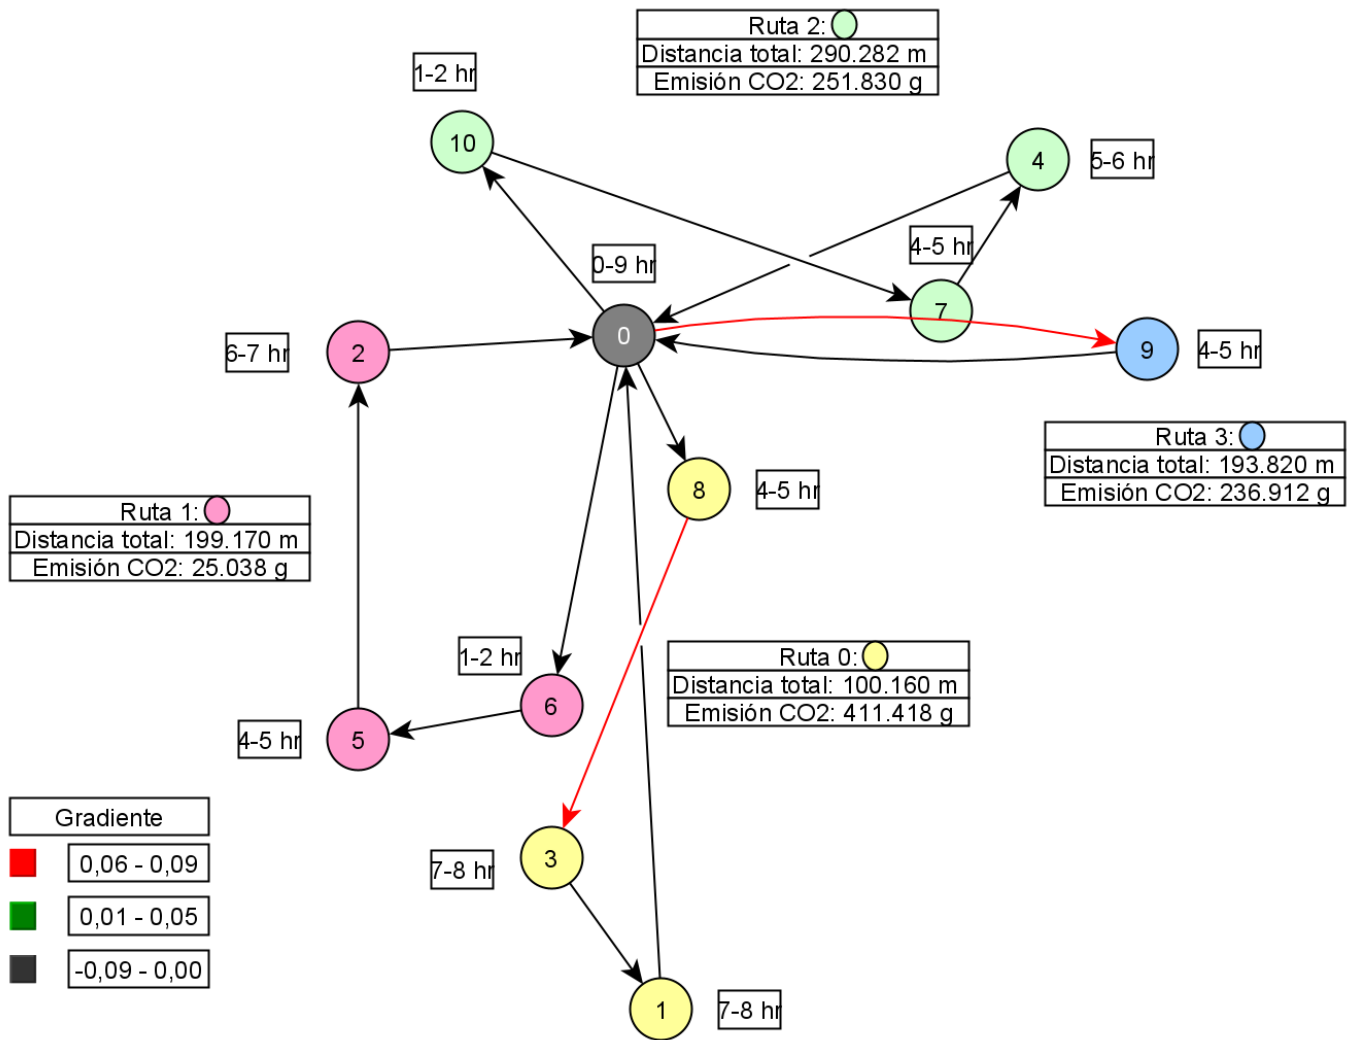 Ruta 2:
Distancia total: 290.282 m
Emisión CO2: 251.830 g
1-2 hr
10
4
5-6 hr
4-5 hr
7
0-9 hr
0
2
6-7 hr
9
4-5 hr
Ruta 3:
Distancia total: 193.820 m
Emisión CO2: 236.912 g
8
4-5 hr
Ruta 1:
Distancia total: 199.170 m
Emisión CO2: 25.038 g
1-2 hr
6
Ruta 0:
Distancia total: 100.160 m
Emisión CO2: 411.418 g
4-5 hr
5
Gradiente
0,06 - 0,09
0,01 - 0,05
-0,09 - 0,00
7-8 hr
3
1
7-8 hr